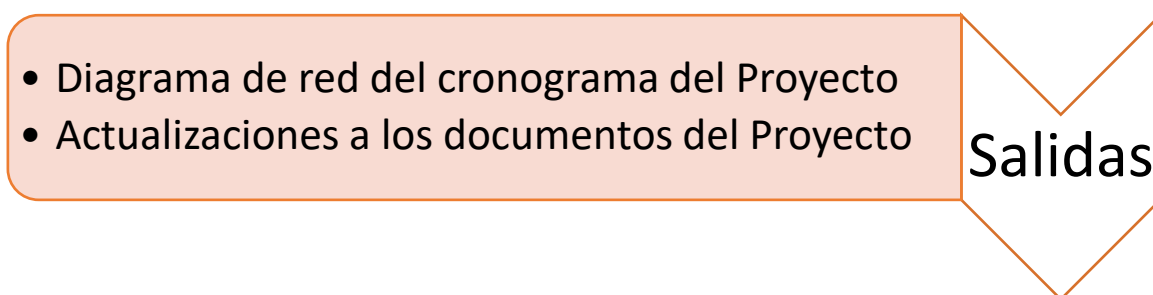 • Diagrama de red del cronograma del Proyecto
• Actualizaciones a los documentos del Proyecto
Salidas